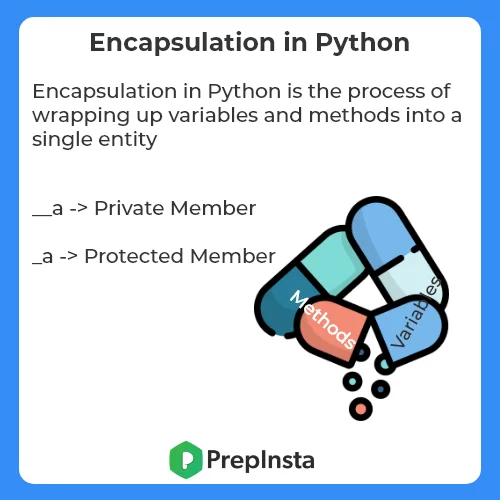 Encapsulation in Python
Encapsulation in Python is the process of
wrapping up variables and methods into a
single entity
__a -> Private Member
_a -> Protected Member
Methods
Variables
PrepInsta